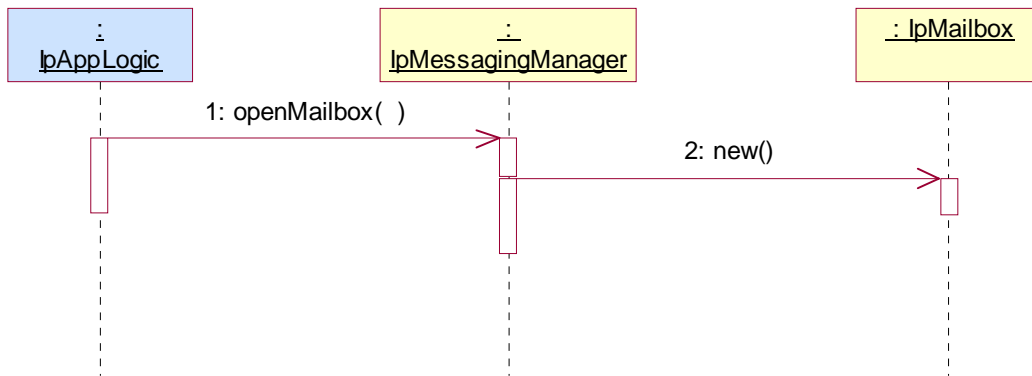 :
IpAppLogic
:
IpMessagingManager
: IpMailbox
1: openMailbox(  )
2: new()